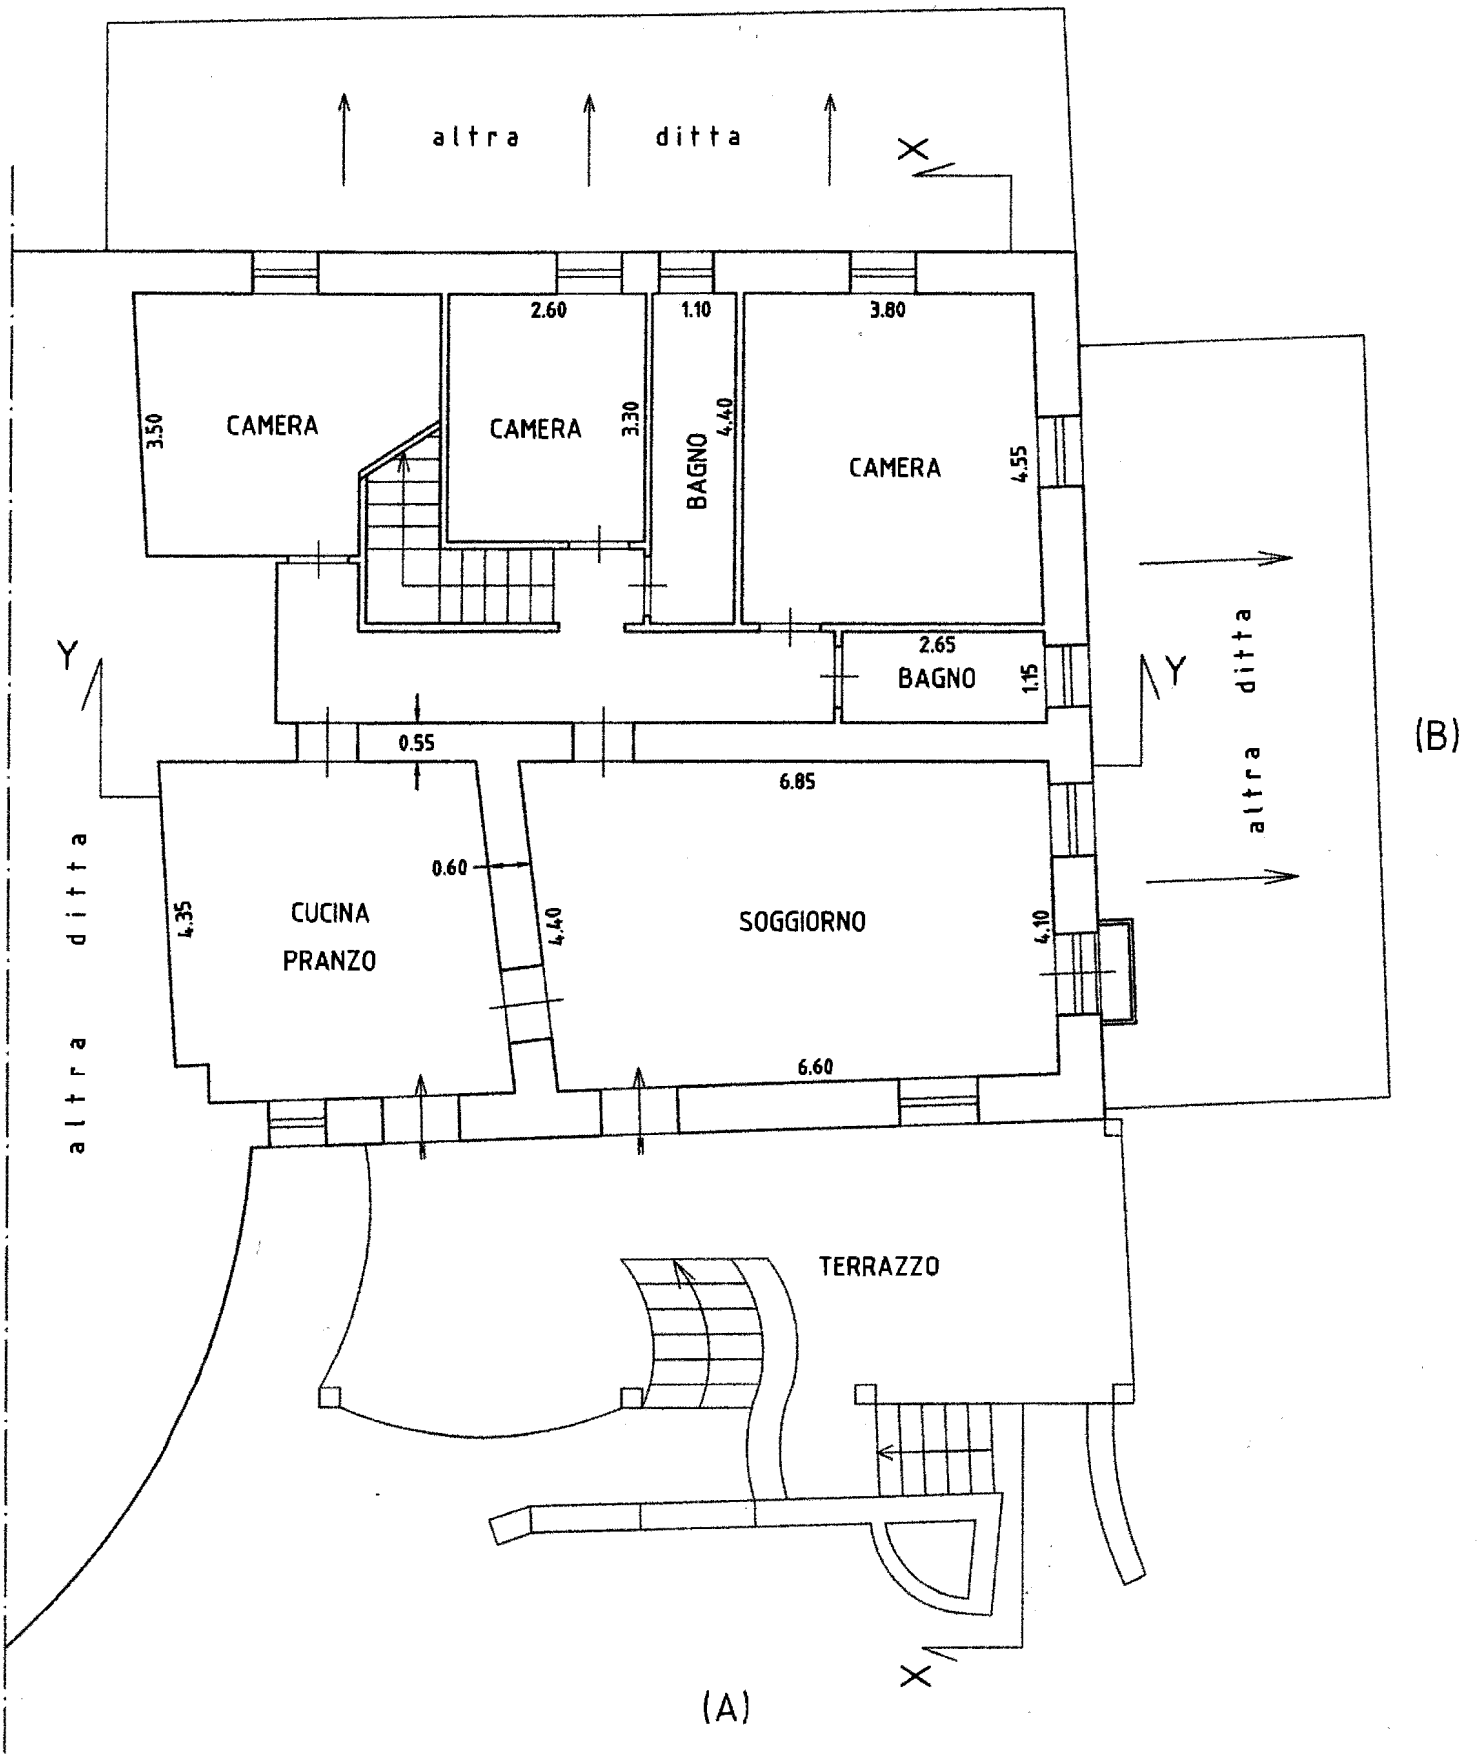 altra ditta
X
2.60
1.10
3.80
CAMERA
3.50
CAMERA
3.30
BAGNO
4.40
CAMERA
4.55
Y
2.65
BAGNO
1.15
Y
altra ditta
(B)
0.55
6.85
altra ditta
0.60
4.35
CUCINA
PRANZO
4.40
SOGGIORNO
4.10
6.60
TERRAZZO
X
(A)